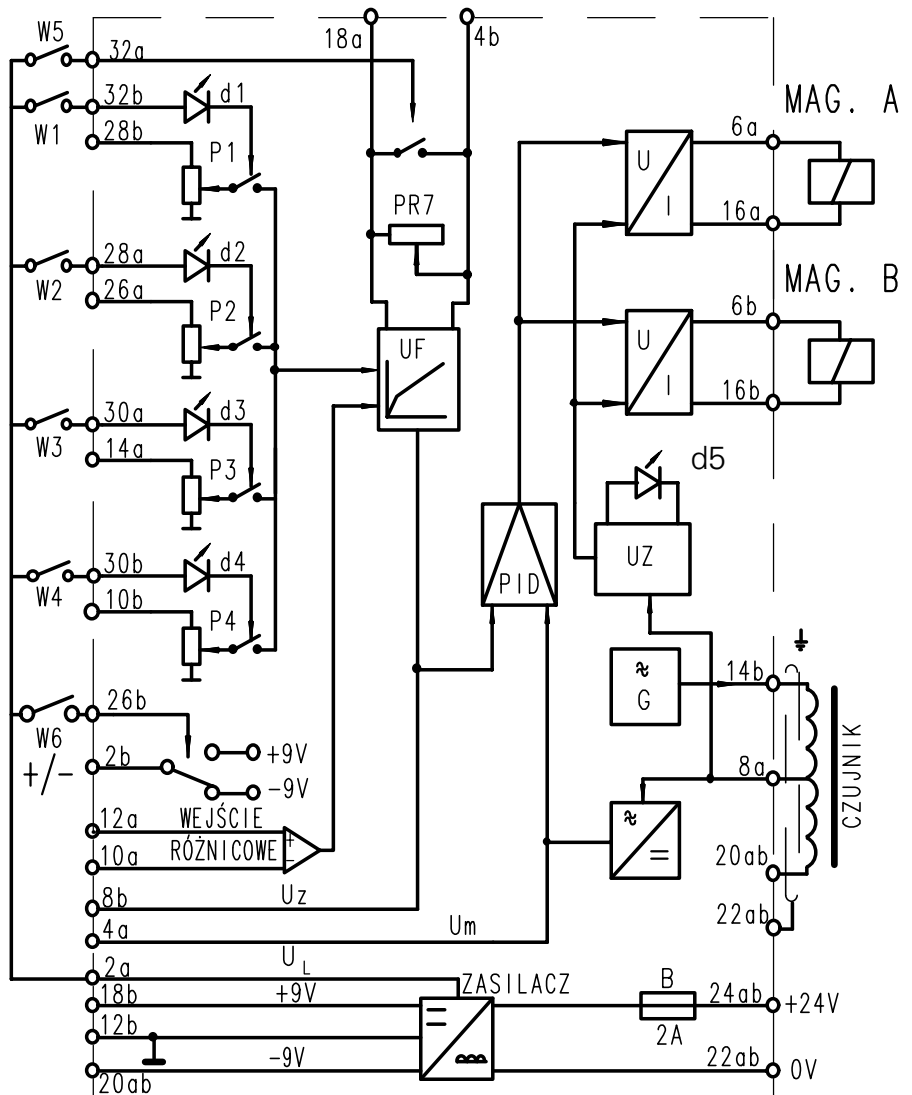 W5
32a
18a
4b
W1
32b
d1
28b
P1
MAG. A
6a
U
I
16a
PR7
W2
28a
d2
26a
P2
MAG. B
6b
UF
U
I
16b
W3
30a
d3
14a
P3
d5
UZ
PID
W4
30b
d4
10b
P4
G
14b
W6
+/-
26b
+9V
2b
-9V
8a
CZUJNIK
12a
WEJŚCIE
+
10a
RÓŻNICOWE
-
20ab
8b
Uz
22ab
4a
Um
2a
UL
ZASILACZ
18b
+9V
B
24ab
+24V
12b
2A
-9V
22ab
0V
20ab